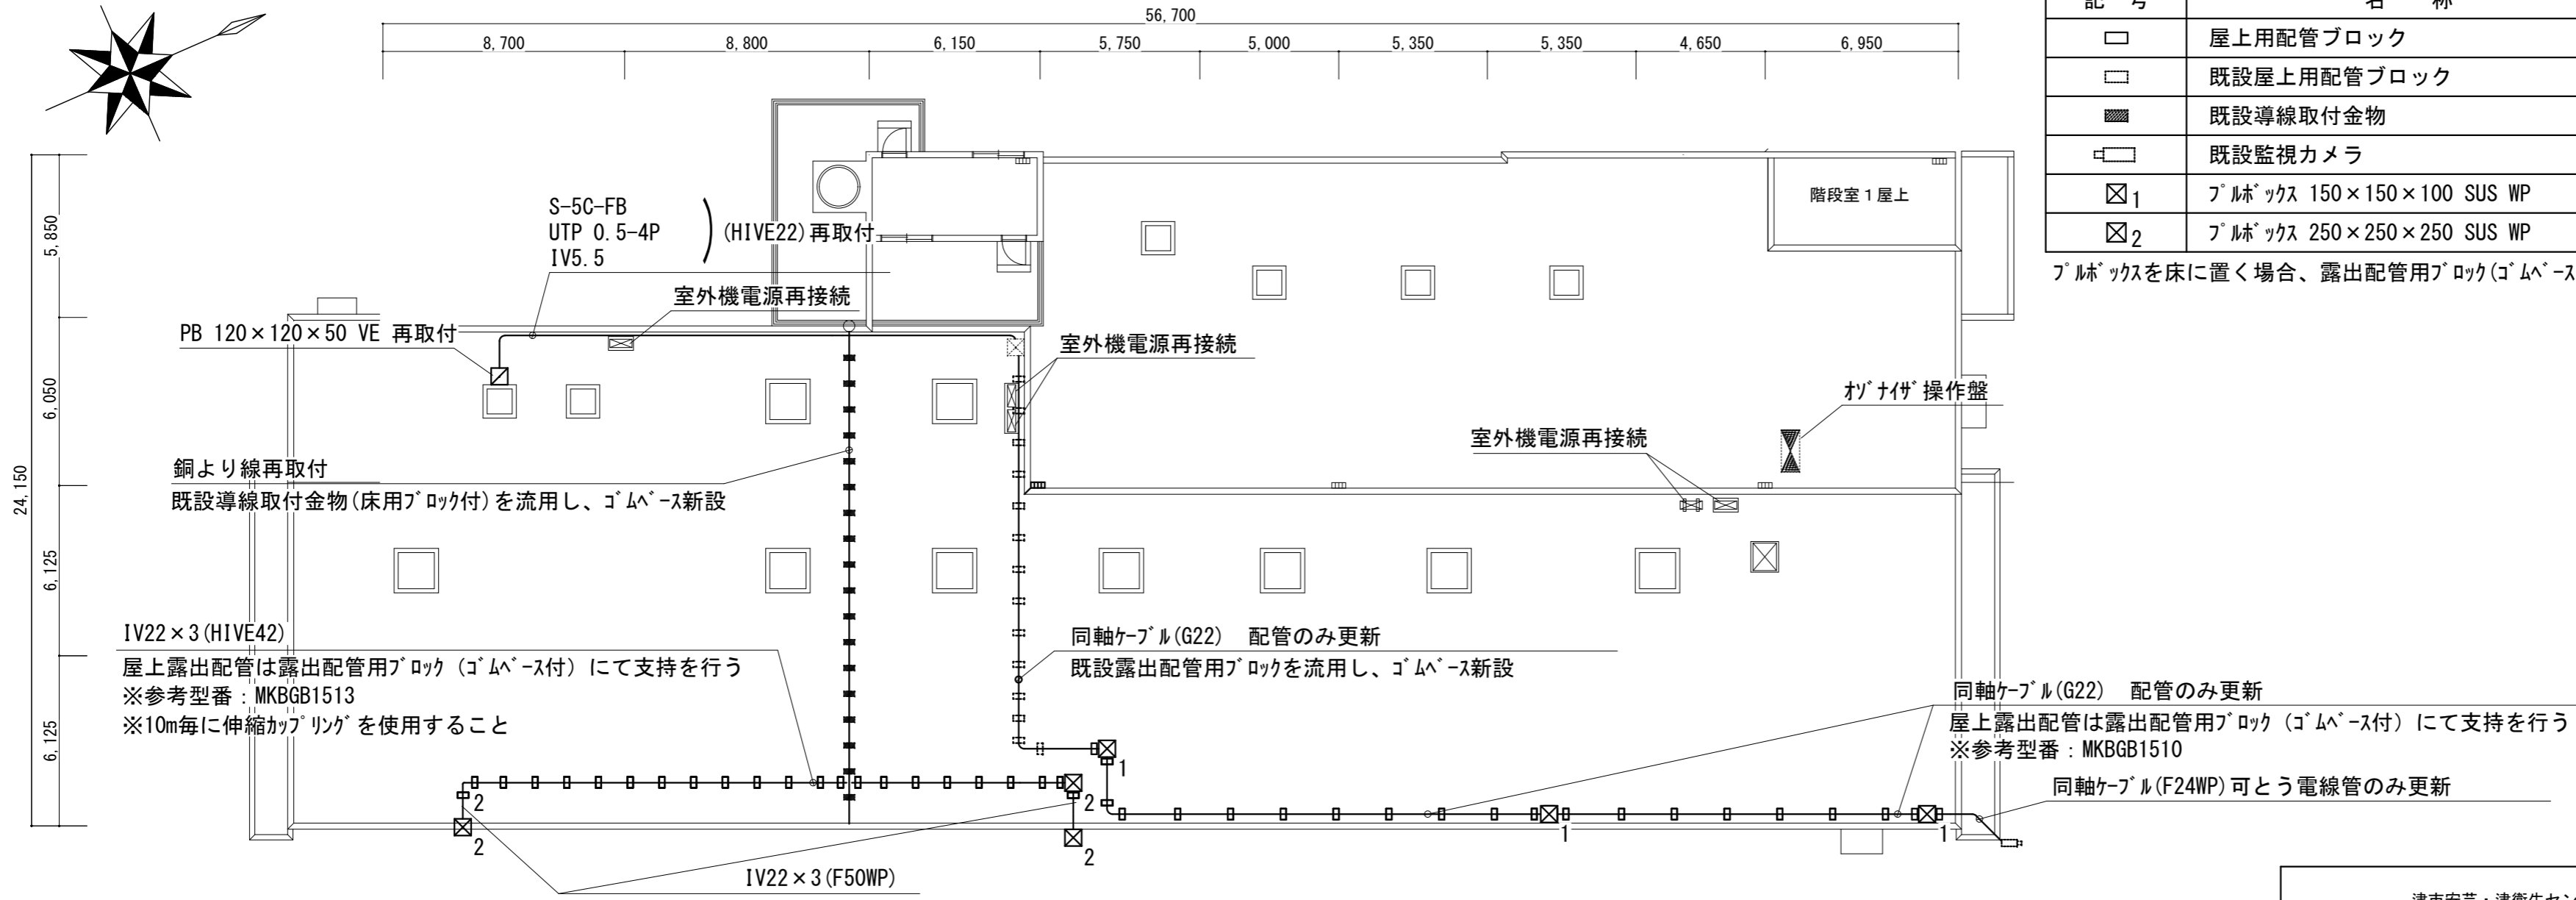 56,700
8,700 8,800 6,150 5,750 5,000 5,350 5,350 4,650 6,950
記 号 名 称
屋上用配管ブロック
既設屋上用配管ブロック
既設導線取付金物
既設監視カメラ
1 プルボックス 150×150×100 SUS WP
2 プルボックス 250×250×250 SUS WP
プルボックスを床に置く場合、露出配管用ブロック(ゴムベース
階段室1屋上
S-5C-FB
UTP 0.5-4P
IV5.5
(HIVE22)再取付
室外機電源再接続
PB 120×120×50 VE 再取付
室外機電源再接続
オゾナイザ操作盤
室外機電源再接続
銅より線再取付
既設導線取付金物(床用ブロック付)を流用し、ゴムベース新設
24,150
5,850
6,050
6,125
6,125
IV22×3(HIVE42)
屋上露出配管は露出配管用ブロック(ゴムベース付)にて支持を行う
※参考型番:MKBGB1513
※10m毎に伸縮カップリングを使用すること
同軸ケーブル(G22) 配管のみ更新
既設露出配管用ブロックを流用し、ゴムベース新設
同軸ケーブル(G22) 配管のみ更新
屋上露出配管は露出配管用ブロック(ゴムベース付)にて支持を行う
※参考型番:MKBGB1510
同軸ケーブル(F24WP)可とう電線管のみ更新
1
2
2
2
2
1
1
IV22×3(F50WP)